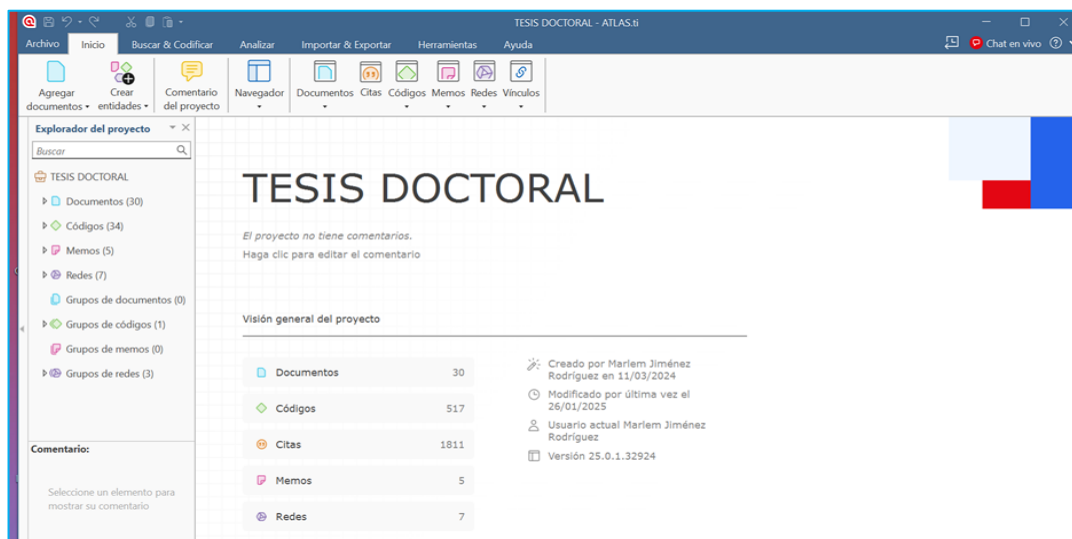 TESIS DOCTORAL - ATLAS.ti
Archivo Inicio Buscar & Codificar Analizar Importar & Exportar Herramientas Ayuda Chat en vivo
Agregar documentos Crear entidades Comentario del proyecto Navegador Documentos Citas Códigos Memos Redes Vínculos
Explorador del proyecto
Buscar
TESIS DOCTORAL
Documentos (30)
Códigos (34)
Memos (5)
Redes (7)
Grupos de documentos (0)
Grupos de códigos (1)
Grupos de memos (0)
Grupos de redes (3)
Comentario:
Seleccione un elemento para
mostrar su comentario
TESIS DOCTORAL
El proyecto no tiene comentarios.
Haga clic para editar el comentario
Visión general del proyecto
Documentos 30
Códigos 517
Citas 1811
Memos 5
Redes 7
Creado por Marlem Jiménez
Rodríguez en 11/03/2024
Modificado por última vez el
26/01/2025
Usuario actual Marlem Jiménez
Rodríguez
Versión 25.0.1.32924